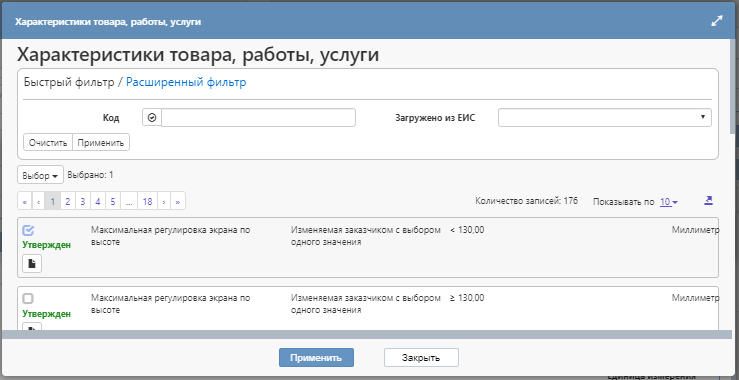 Характеристики товара, работы, услуги
Характеристики товара, работы, услуги
Быстрый фильтр / Расширенный фильтр
Код
Загружено из ЕИС
Очистить Применить
Выбор Выбрано: 1
« ‹ 1 2 3 4 5 ... 18 › »
Количество записей: 176 Показывать по 10
Максимальная регулировка экрана по высоте
Изменяемая заказчиком с выбором одного значения
< 130,00
Миллиметр
Утвержден
Максимальная регулировка экрана по высоте
Изменяемая заказчиком с выбором одного значения
≥ 130,00
Миллиметр
Утвержден
Применить Закрыть
единица измерения